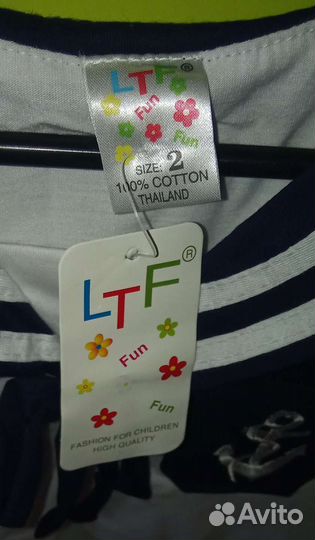 LTF®
Fun
Fun
SIZE: 2
100% COTTON
THAILAND
LTF®
Fun
Fun
FASHION FOR CHILDREN
HIGH QUALITY
Avito